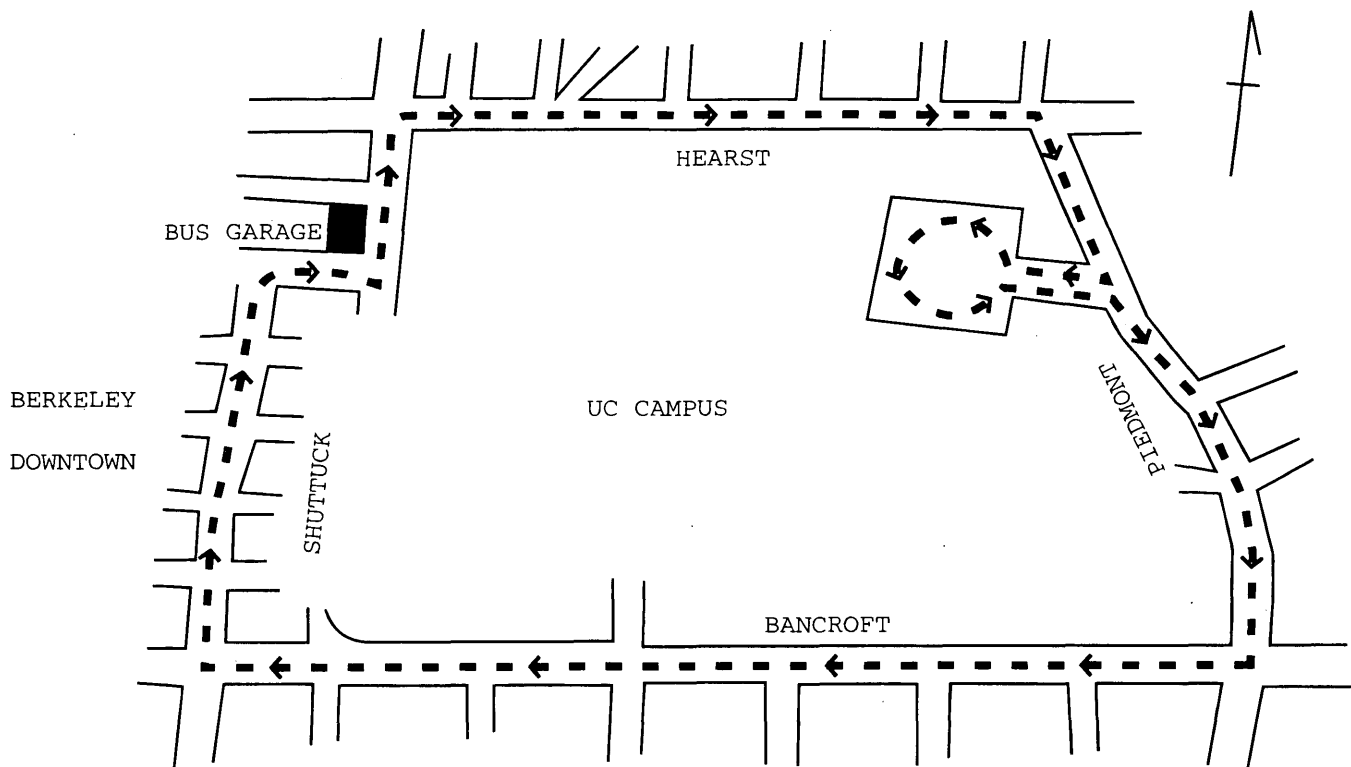 HEARST
BUS GARAGE
UC CAMPUS
BERKELEY
DOWNTOWN
SHUTTUCK
PIEDMONT
BANCROFT